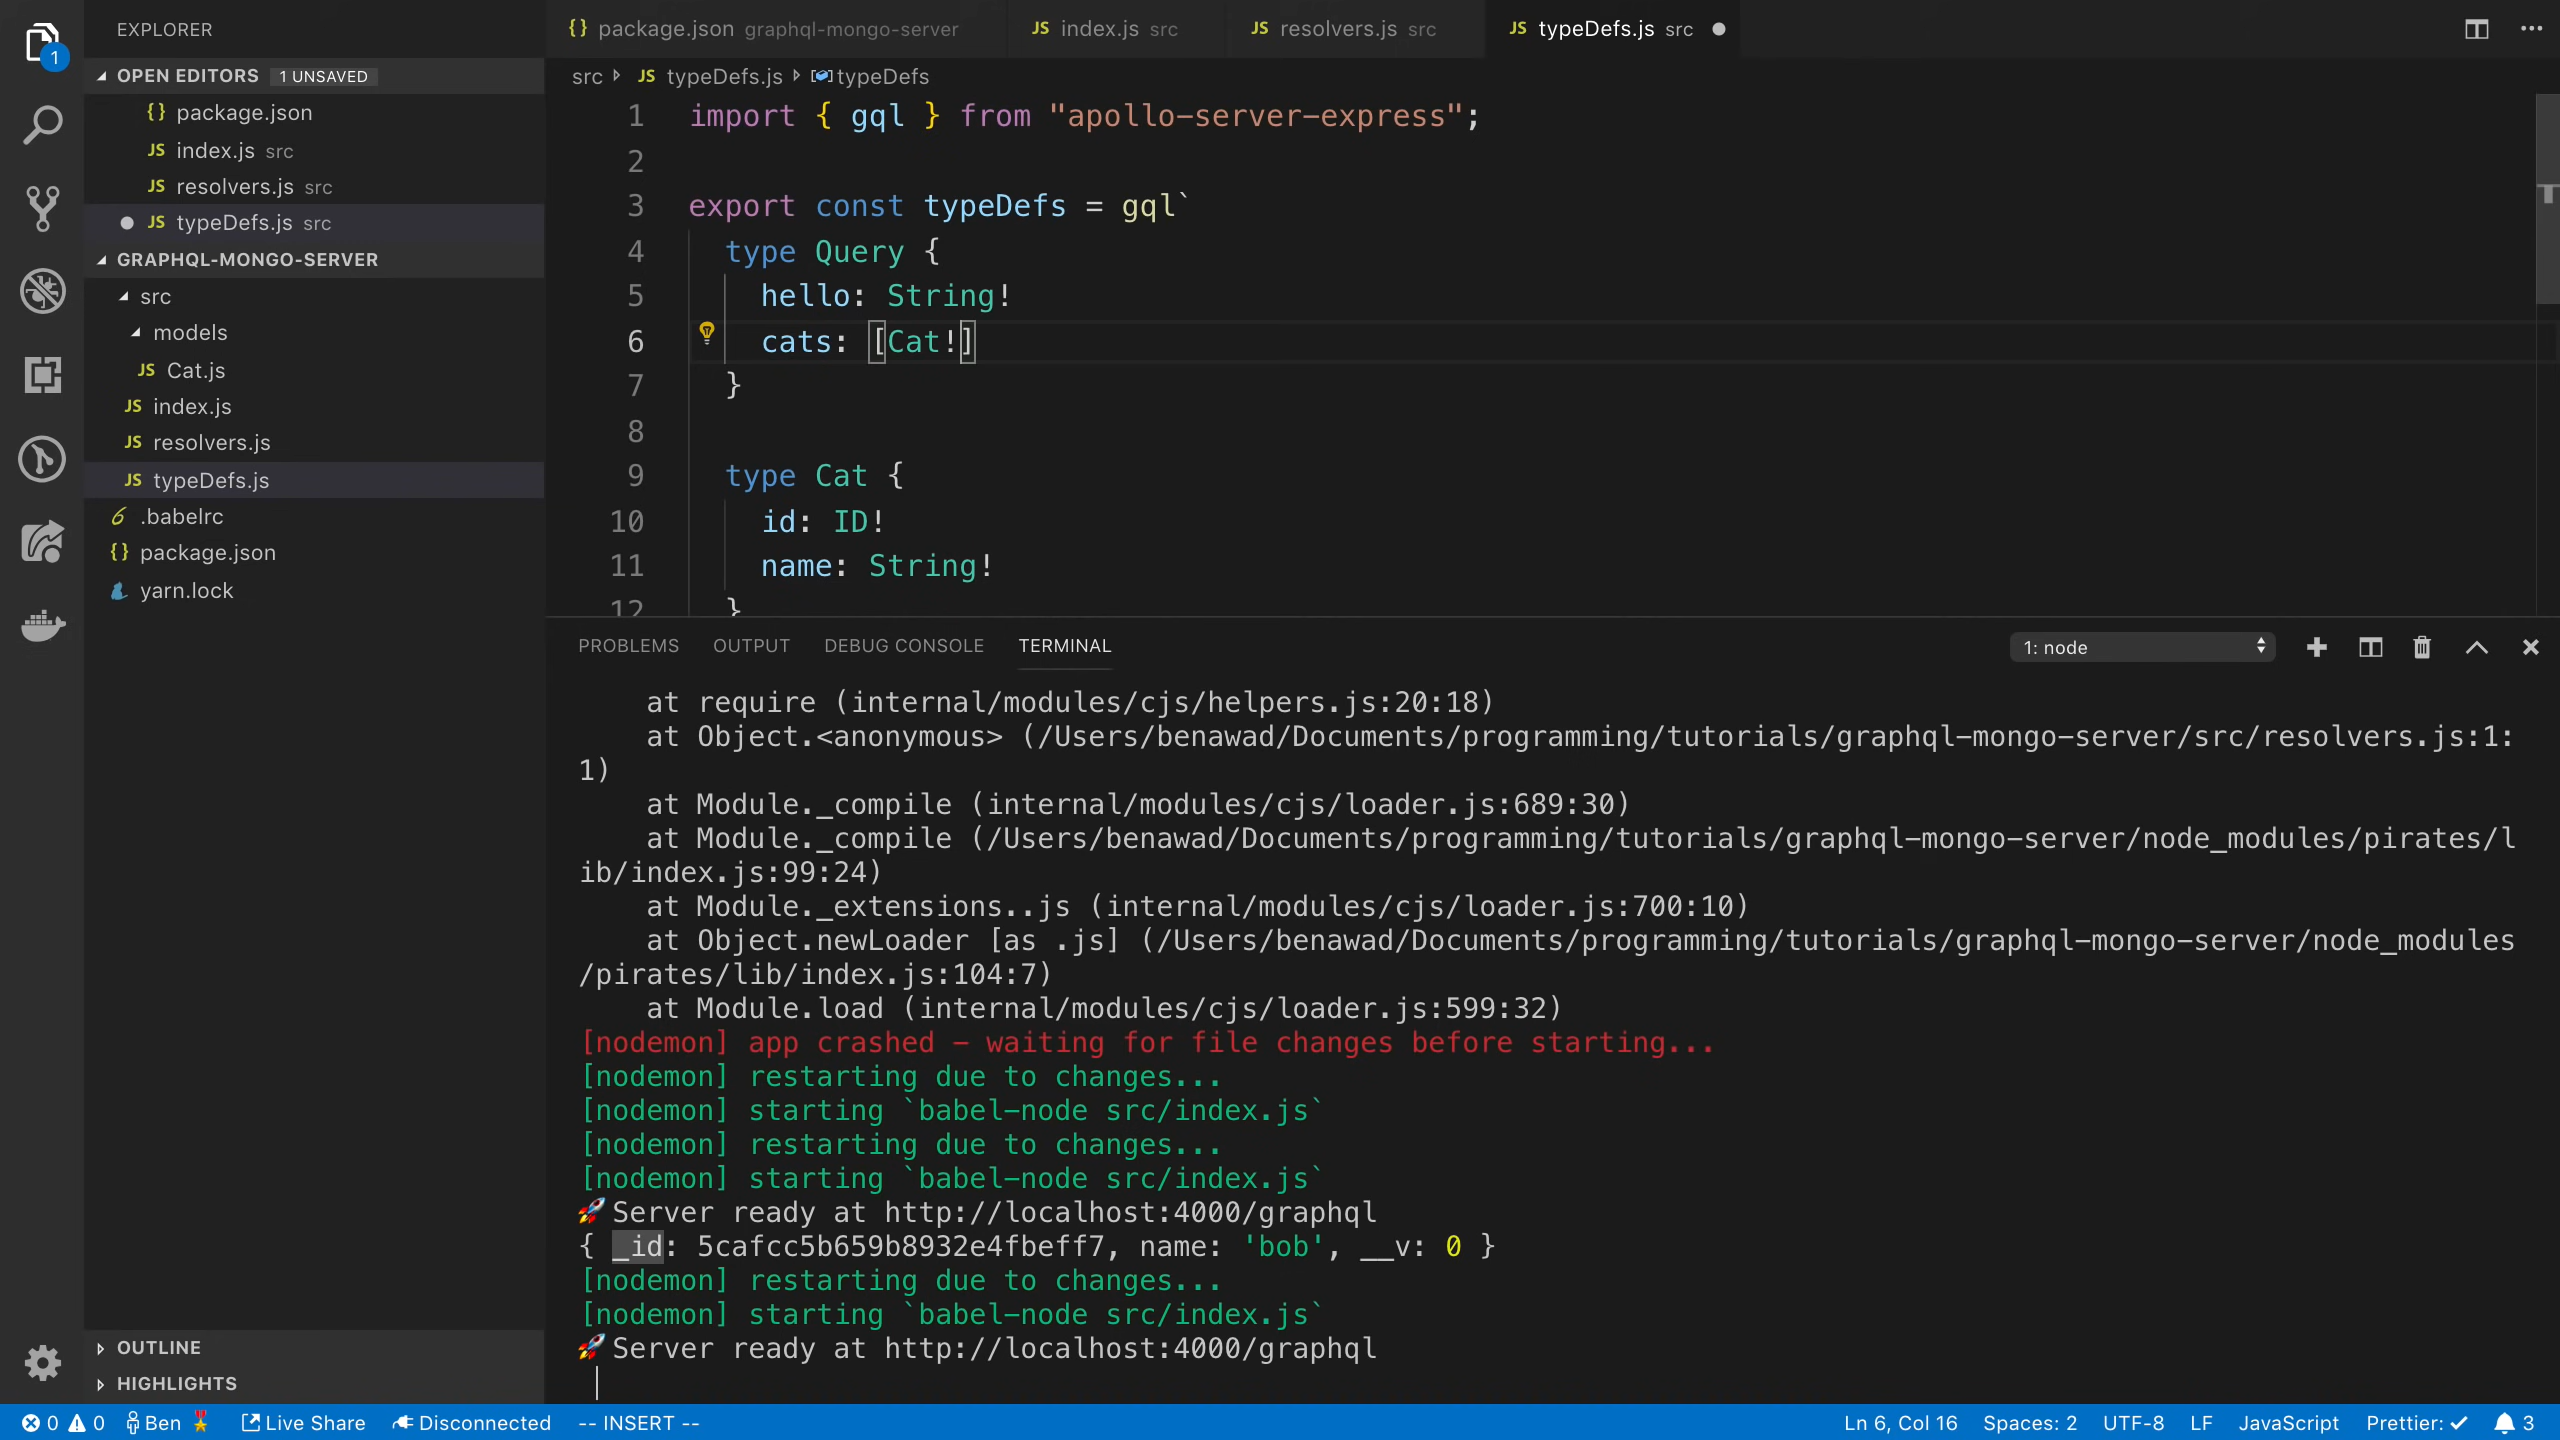 EXPLORER
OPEN EDITORS 1 UNSAVED
{} package.json
JS index.js src
JS resolvers.js src
JS typeDefs.js src
GRAPHQL-MONGO-SERVER
src
models
JS Cat.js
JS index.js
JS resolvers.js
JS typeDefs.js
.babelrc
{} package.json
yarn.lock
OUTLINE
HIGHLIGHTS
1
{} package.json graphql-mongo-server
JS index.js src
JS resolvers.js src
JS typeDefs.js src
src JS typeDefs.js typeDefs
1 import { gql } from "apollo-server-express";
2
3 export const typeDefs = gql`
4 type Query {
5 hello: String!
6 cats: [Cat!]
7 }
8
9 type Cat {
10 id: ID!
11 name: String!
12 }
PROBLEMS OUTPUT DEBUG CONSOLE TERMINAL 1: node
at require (internal/modules/cjs/helpers.js:20:18)
at Object.<anonymous> (/Users/benawad/Documents/programming/tutorials/graphql-mongo-server/src/resolvers.js:1:
1)
at Module._compile (internal/modules/cjs/loader.js:689:30)
at Module._compile (/Users/benawad/Documents/programming/tutorials/graphql-mongo-server/node_modules/pirates/l
ib/index.js:99:24)
at Module._extensions..js (internal/modules/cjs/loader.js:700:10)
at Object.newLoader [as .js] (/Users/benawad/Documents/programming/tutorials/graphql-mongo-server/node_modules
/pirates/lib/index.js:104:7)
at Module.load (internal/modules/cjs/loader.js:599:32)
[nodemon] app crashed - waiting for file changes before starting...
[nodemon] restarting due to changes...
[nodemon] starting `babel-node src/index.js`
[nodemon] restarting due to changes...
[nodemon] starting `babel-node src/index.js`
🚀Server ready at http://localhost:4000/graphql
{ _id: 5cafcc5b659b8932e4fbeff7, name: 'bob', __v: 0 }
[nodemon] restarting due to changes...
[nodemon] starting `babel-node src/index.js`
🚀Server ready at http://localhost:4000/graphql
0 0 Ben Live Share Disconnected -- INSERT -- Ln 6, Col 16 Spaces: 2 UTF-8 LF JavaScript Prettier: ✓ 3